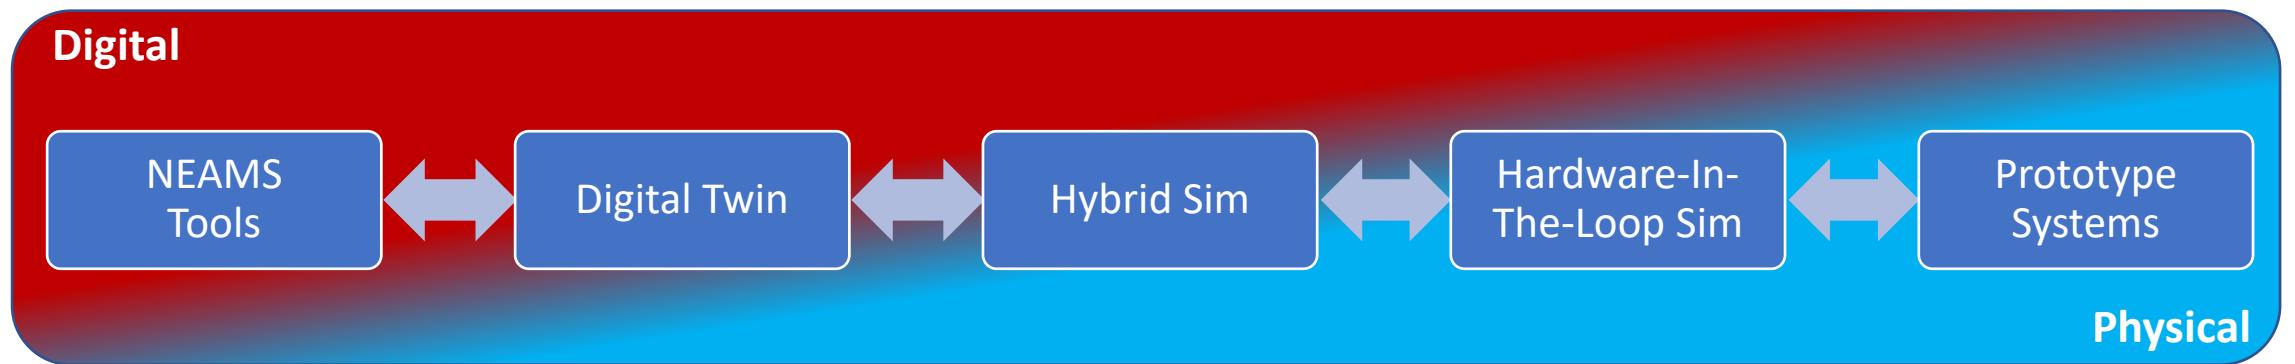 Digital
NEAMS
Tools
Digital Twin
Hybrid Sim
Hardware-In-
The-Loop Sim
Prototype
Systems
Physical